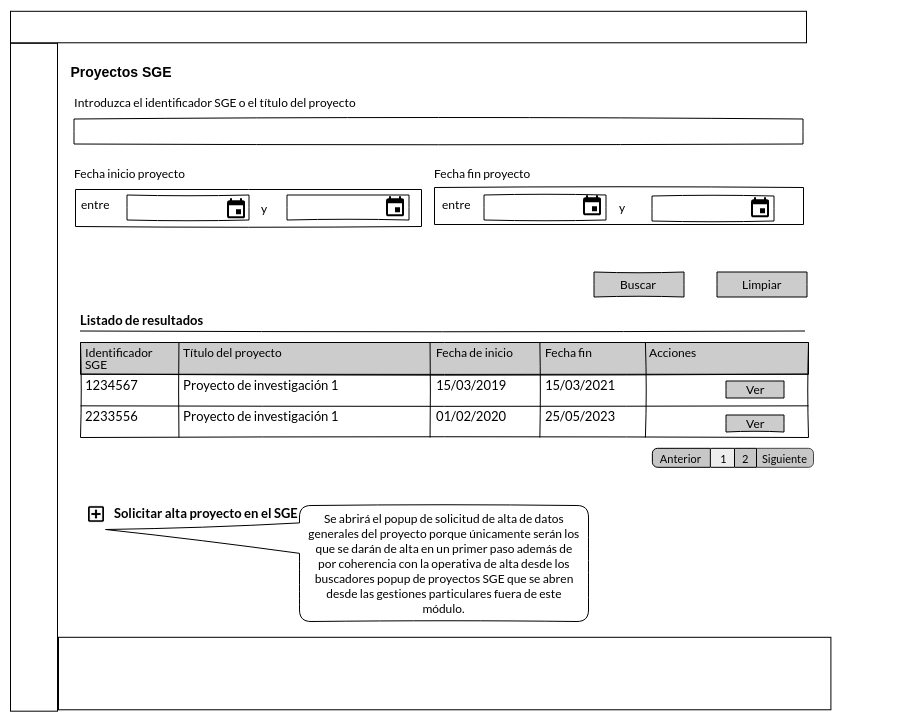 Proyectos SGE
Introduzca el identificador SGE o el título del proyecto
Fecha inicio proyecto
Fecha fin proyecto
entre
y
entre
y
Buscar
Limpiar
Listado de resultados
Identificador
SGE
Título del proyecto
Fecha de inicio
Fecha fin
Acciones
1234567
Proyecto de investigación 1
15/03/2019
15/03/2021
Ver
2233556
Proyecto de investigación 1
01/02/2020
25/05/2023
Ver
Anterior
1
2
Siguiente
Solicitar alta proyecto en el SGE
Se abrirá el popup de solicitud de alta de datos
generales del proyecto porque únicamente serán los
que se darán de alta en un primer paso además de
por coherencia con la operativa de alta desde los
buscadores popup de proyectos SGE que se abren
desde las gestiones particulares fuera de este
módulo.